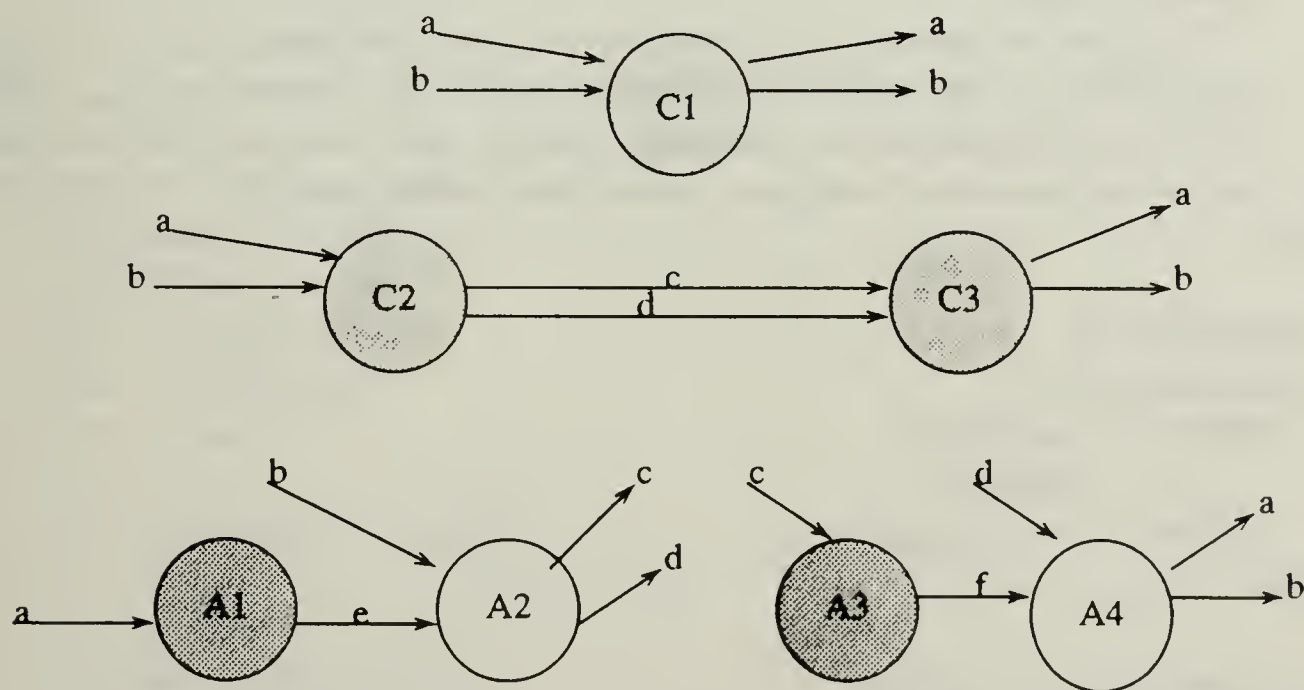 a a
b C1 b
a a
b C2 c C3 b
d
b c c d a
d
a A1 e A2 A3 f A4 b